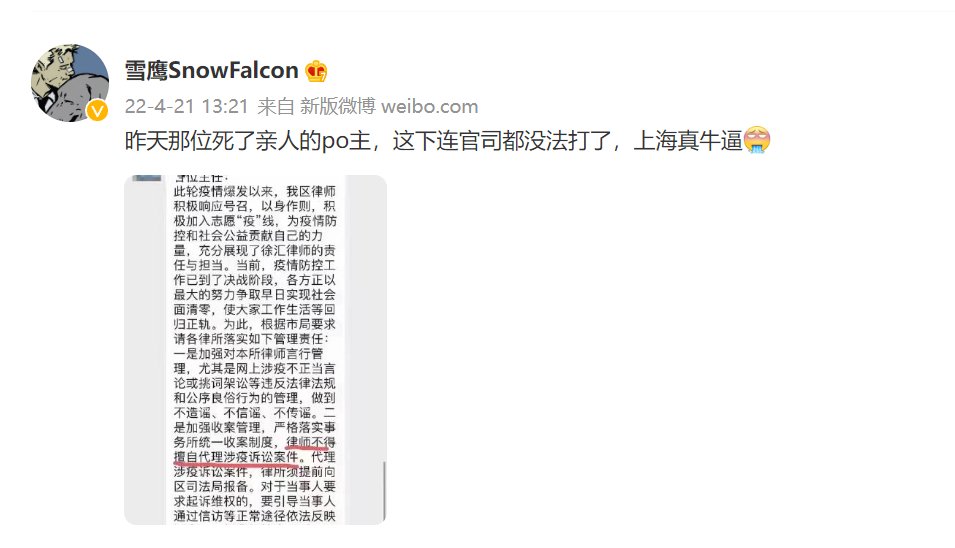 雪鹰SnowFalcon
22-4-21 13:21 来自 新版微博 weibo.com
昨天那位死了亲人的po主，这下连官司都没法打了，上海真牛逼
各位主任：
此轮疫情爆发以来，我区律师
积极响应号召，以身作则，积
极加入志愿“疫”线，为疫情防
控和社会公益贡献自己的力
量，充分展现了徐汇律师的责
任与担当。当前，疫情防控工
作已到了决战阶段，各方正以
最大的努力争取早日实现社会
面清零，使大家工作生活等回
归正轨。为此，根据市局要求
请各律所落实如下管理责任：
一是加强对本所律师言行管
理，尤其是网上涉疫不正当言
论或挑词架讼等违反法律法规
和公序良俗行为的管理，做到
不造谣、不信谣、不传谣。二
是加强收案管理，严格落实事
务所统一收案制度，律师不得
擅自代理涉疫诉讼案件。代理
涉疫诉讼案件，律所须提前向
区司法局报备。对于当事人要
求起诉维权的，要引导当事人
通过信访等正常途径依法反映